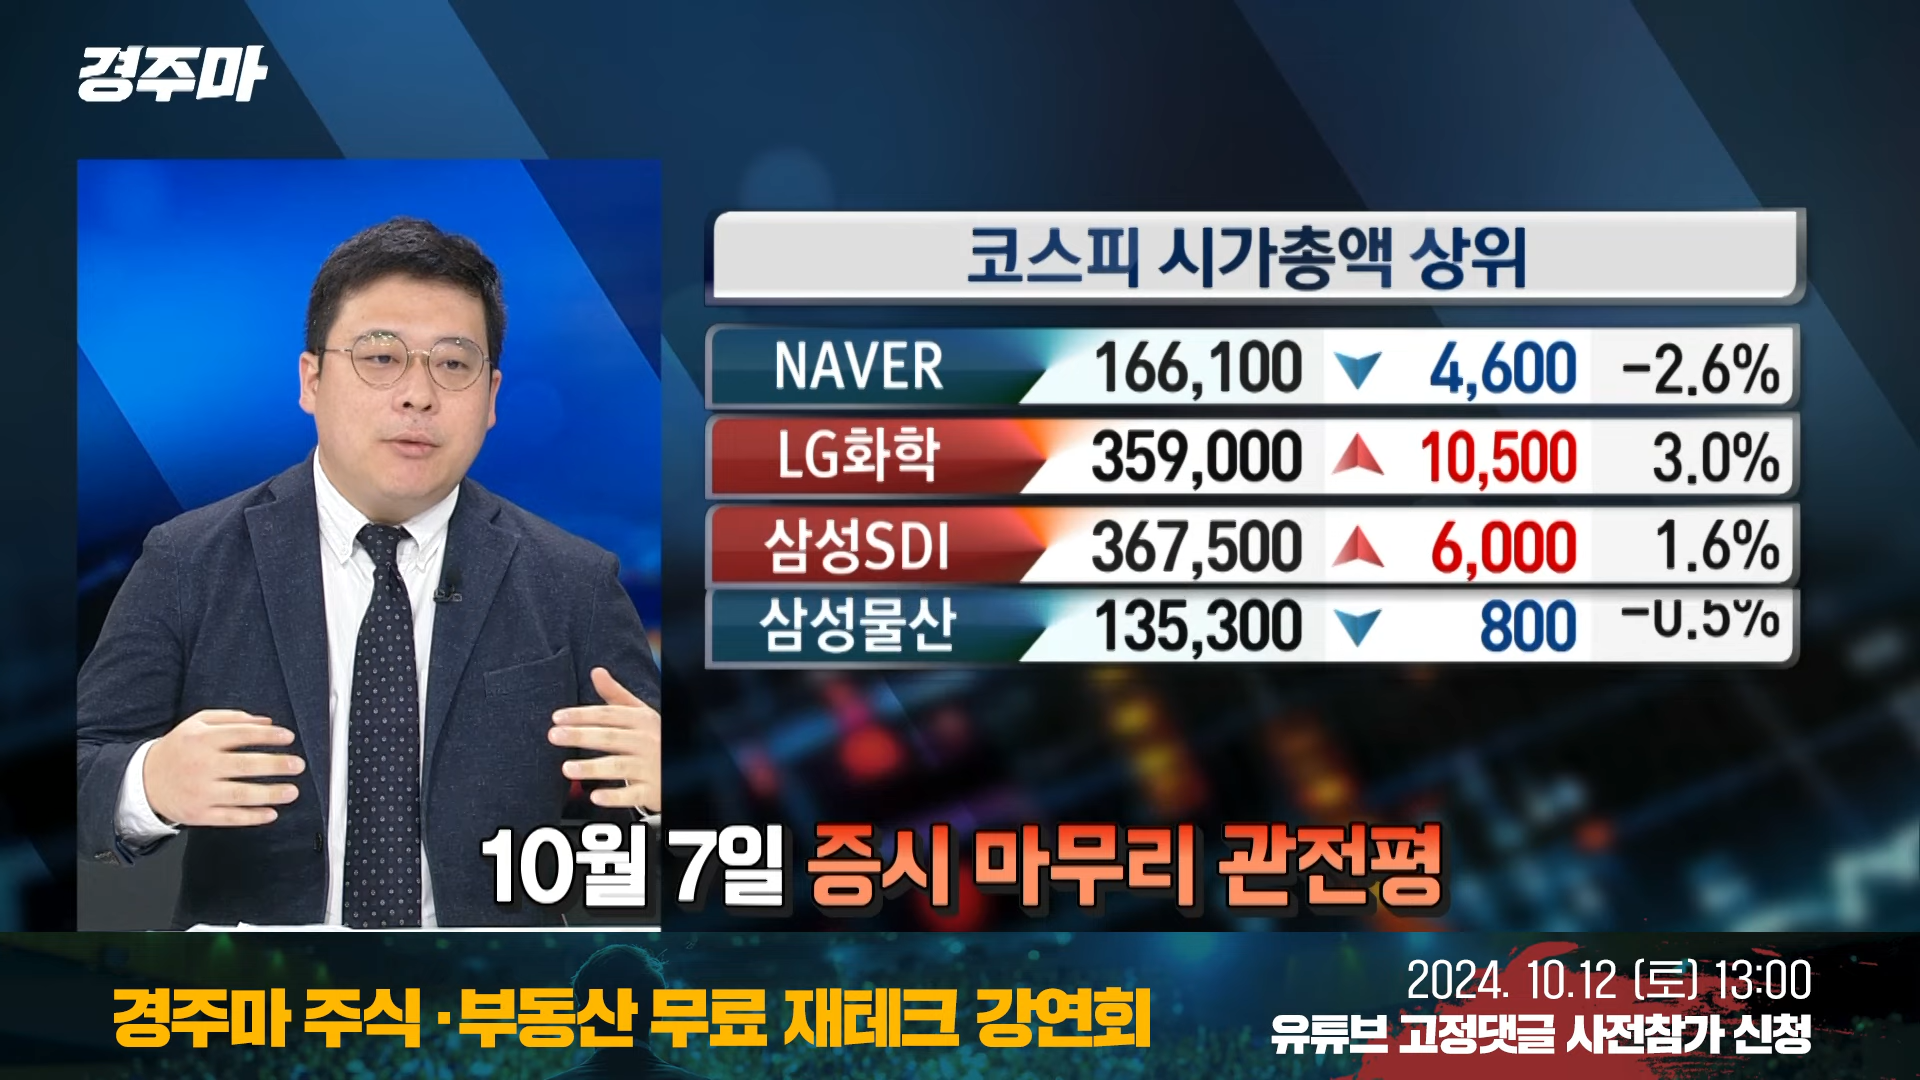 경주마
코스피 시가총액 상위
NAVER 166,100 ▼ 4,600 -2.6%
LG화학 359,000 ▲ 10,500 3.0%
삼성SDI 367,500 ▲ 6,000 1.6%
삼성물산 135,300 ▼ 800 -0.5%
10월 7일 증시 마무리 관전평
경주마 주식·부동산 무료 재테크 강연회
2024. 10.12 (토) 13:00
유튜브 고정댓글 사전참가 신청